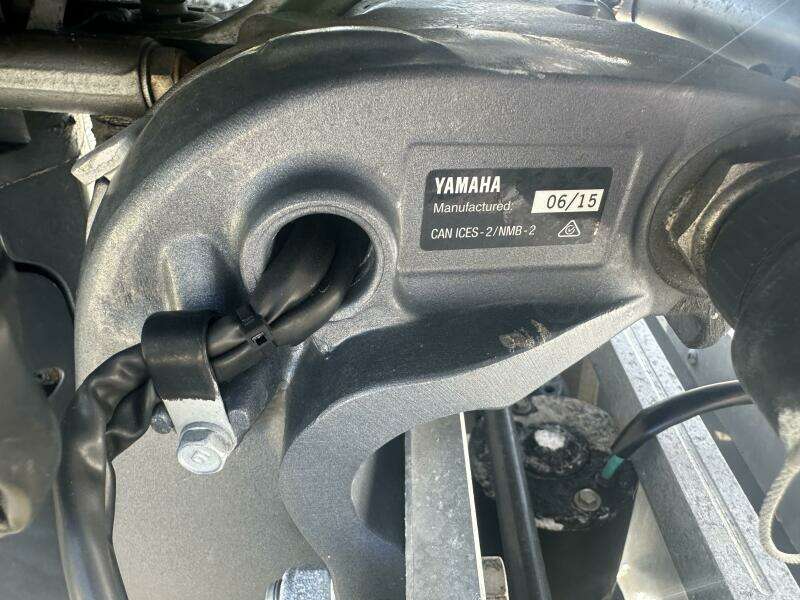 YAMAHA
Manufactured: 06/15
CAN ICES-2/NMB-2